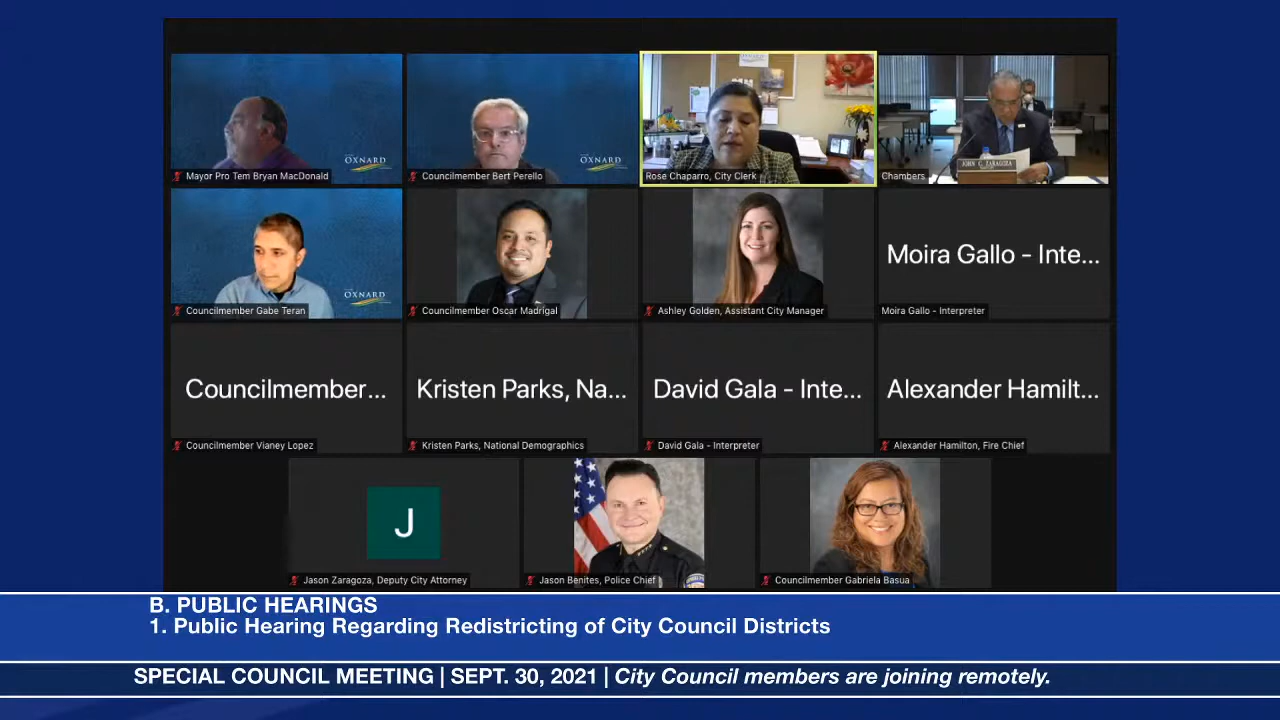 OXNARD
Mayor Pro Tem Bryan MacDonald
OXNARD
Councilmember Bert Perello
Rose Chaparro, City Clerk
JOHN C. ZARAGOZA
Chambers
OXNARD
Councilmember Gabe Teran
Councilmember Oscar Madrigal
Ashley Golden, Assistant City Manager
Moira Gallo - Inte...
Moira Gallo - Interpreter
Councilmember...
Councilmember Vianey Lopez
Kristen Parks, Na...
Kristen Parks, National Demographics
David Gala - Inte...
David Gala - Interpreter
Alexander Hamilt...
Alexander Hamilton, Fire Chief
J
Jason Zaragoza, Deputy City Attorney
Jason Benites, Police Chief
Councilmember Gabriela Basua
B. PUBLIC HEARINGS
1. Public Hearing Regarding Redistricting of City Council Districts
SPECIAL COUNCIL MEETING | SEPT. 30, 2021 | City Council members are joining remotely.